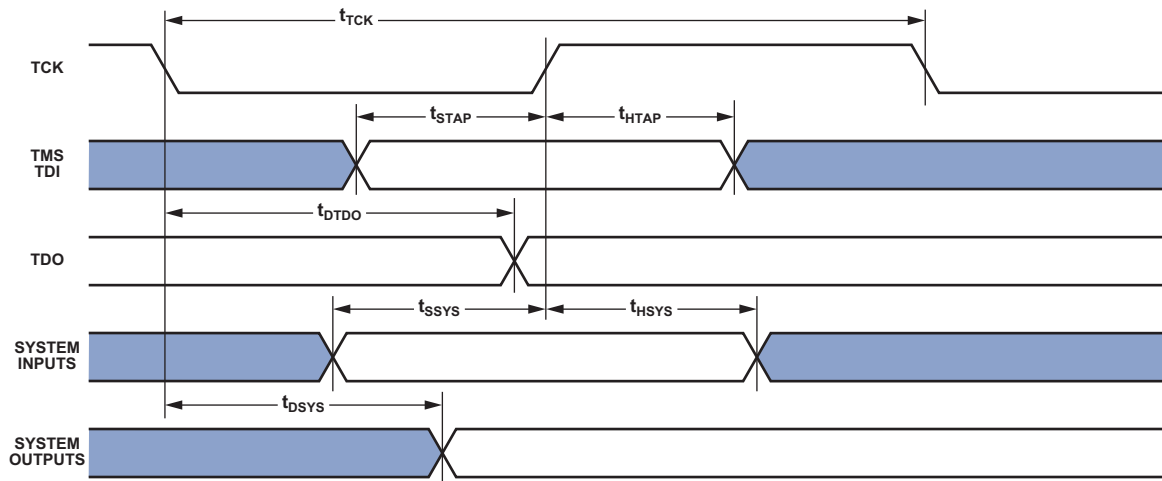 tTCK
TCK
tSTAP
tHTAP
TMS
TDI
tDTDO
TDO
tSSYS
tHSYS
SYSTEM
INPUTS
tDSYS
SYSTEM
OUTPUTS